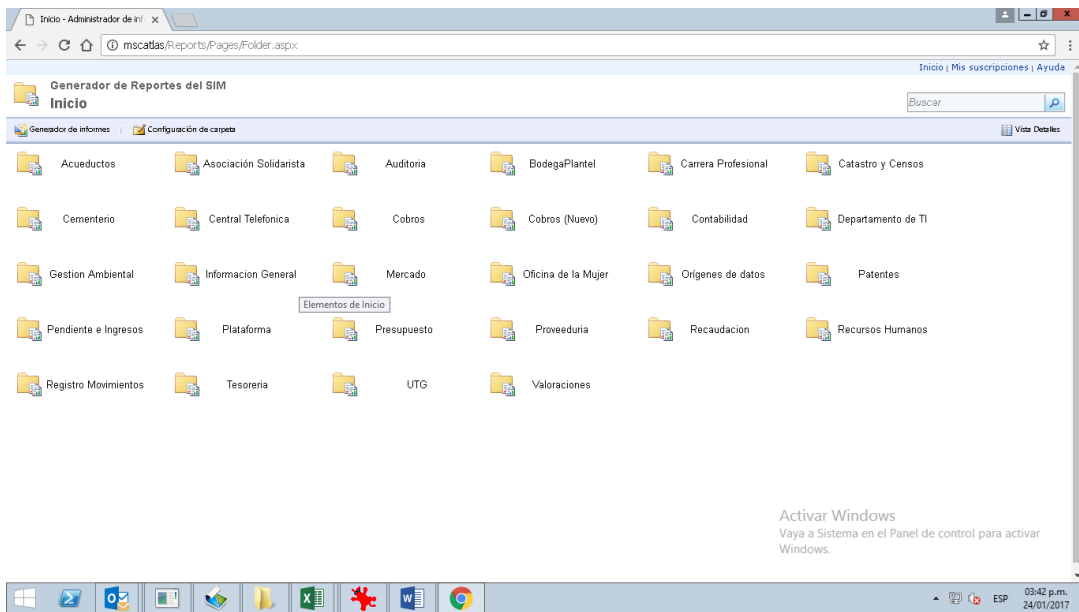 Inicio - Administrador de inf
mscatlas/Reports/Pages/Folder.aspx
Inicio | Mis suscripciones | Ayuda
Generador de Reportes del SIM
Inicio
Buscar
Generador de informes | Configuración de carpeta
Vista Detalles
Acueductos Asociación Solidarista Auditoria BodegaPlantel Carrera Profesional Catastro y Censos
Cementerio Central Telefonica Cobros Cobros (Nuevo) Contabilidad Departamento de TI
Gestion Ambiental Informacion General Mercado Oficina de la Mujer Orígenes de datos Patentes
Elementos de Inicio
Pendiente e Ingresos Plataforma Presupuesto Proveeduria Recaudacion Recursos Humanos
Registro Movimientos Tesoreria UTG Valoraciones
Activar Windows
Vaya a Sistema en el Panel de control para activar
Windows.
ESP
03:42 p.m.
24/01/2017